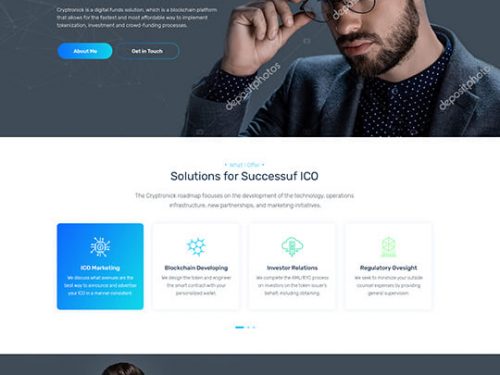 Cryptronick is a digital funds solution, which is a blockchain platform
that allows for the fastest and most affordable way to implement
tokenization, investment and crowd-funding processes.
About Me
Get in Touch
depositphotos
depositphotos
depositphotos
What I Offer
Solutions for Successuf ICO
The Cryptronick roadmap focuses on the development of the technology, operations
infrastructure, new partnerships, and marketing initiatives.
ICO Marketing
We discuss what avenues are the
best way to announce and advertise
your ICO in a manner consistent.
Blockchain Developing
We design the token and engineer
the smart contract with your
personalized wallet.
Investor Relations
We complete the AML/KYC process
on investors on the token issuer's
behalf, including obtaining.
Regulatory Ovesight
We seek to minimize your outside
counsel expenses by providing
general supervision.